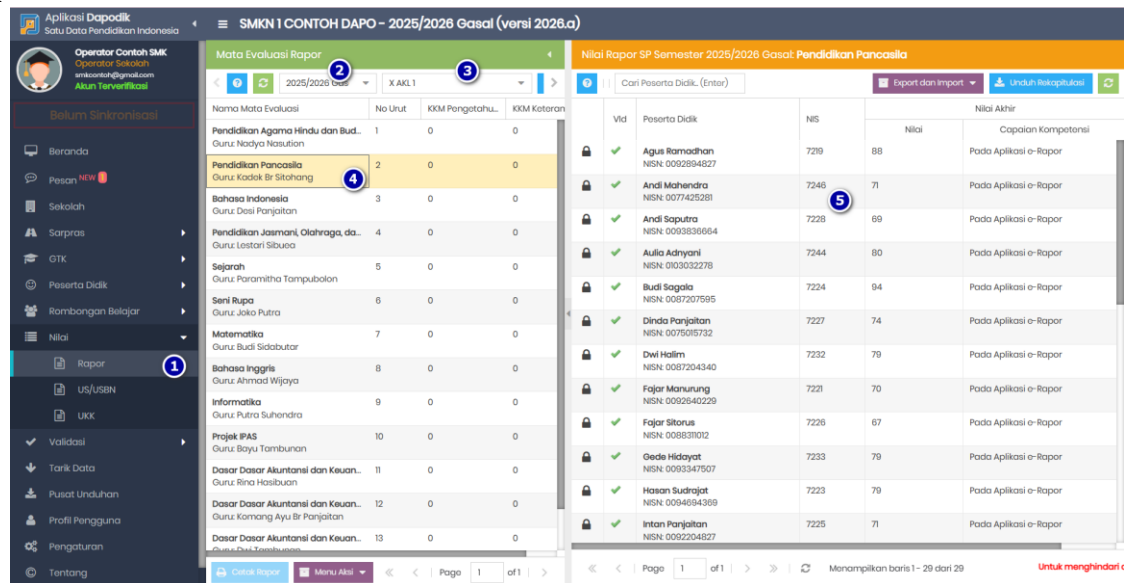 Aplikasi Dapodik
Satu Data Pendidikan Indonesia
SMKN 1 CONTOH DAPO - 2025/2026 Gasal (versi 2026.a)
Operator Contoh SMK
Operator Sekolah
smkcontoh@gmail.com
Akun Terverifikasi
Belum Sinkronisasi
Beranda
Pesan NEW 1
Sekolah
Sarpras
GTK
Peserta Didik
Rombongan Belajar
Nilai
Rapor 1
US/USBN
UKK
Validasi
Tarik Data
Pusat Unduhan
Profil Pengguna
Pengaturan
Tentang
Mata Evaluasi Rapor
2025/2026 Gas 2 X AKL 1 3
Nama Mata Evaluasi No Urut KKM Pengetahu... KKM Keteran
Pendidikan Agama Hindu dan Bud... 1 0 0
Guru: Nadya Nasution
Pendidikan Pancasila 2 0 0
Guru: Kadek Br Sitohang 4
Bahasa Indonesia 3 0 0
Guru: Desi Panjaitan
Pendidikan Jasmani, Olahraga, da... 4 0 0
Guru: Lestari Sibuea
Sejarah 5 0 0
Guru: Paramitha Tampubolon
Seni Rupa 6 0 0
Guru: Joko Putra
Matematika 7 0 0
Guru: Budi Sidabutar
Bahasa Inggris 8 0 0
Guru: Ahmad Wijaya
Informatika 9 0 0
Guru: Putra Suhendra
Projek IPAS 10 0 0
Guru: Bayu Tambunan
Dasar Dasar Akuntansi dan Keuan... 11 0 0
Guru: Rina Hasibuan
Dasar Dasar Akuntansi dan Keuan... 12 0 0
Guru: Komang Ayu Br Panjaitan
Dasar Dasar Akuntansi dan Keuan... 13 0 0
Guru: Dwi Tambunan
Cetak Rapor Menu Aksi Page 1 of 1
Nilai Rapor SP Semester 2025/2026 Gasal: Pendidikan Pancasila
Cari Peserta Didik.. (Enter) Export dan Import Unduh Rekapitulasi
Vld Peserta Didik NIS Nilai Akhir
Nilai Capaian Kompetensi
Agus Ramadhan 7219 88 Pada Aplikasi e-Rapor
NISN: 0092894827
Andi Mahendra 7246 71 Pada Aplikasi e-Rapor
NISN: 0077425281 5
Andi Saputra 7228 69 Pada Aplikasi e-Rapor
NISN: 0093836664
Aulia Adnyani 7244 80 Pada Aplikasi e-Rapor
NISN: 0103032278
Budi Sagala 7224 94 Pada Aplikasi e-Rapor
NISN: 0087207595
Dinda Panjaitan 7227 74 Pada Aplikasi e-Rapor
NISN: 0075015732
Dwi Halim 7232 79 Pada Aplikasi e-Rapor
NISN: 0087204340
Fajar Manurung 7221 70 Pada Aplikasi e-Rapor
NISN: 0092640229
Fajar Sitorus 7226 67 Pada Aplikasi e-Rapor
NISN: 0088311012
Gede Hidayat 7233 79 Pada Aplikasi e-Rapor
NISN: 0093347507
Hasan Sudrajat 7223 79 Pada Aplikasi e-Rapor
NISN: 0094694369
Intan Panjaitan 7225 71 Pada Aplikasi e-Rapor
NISN: 0092204827
Page 1 of 1 Menampilkan baris 1 - 29 dari 29 Untuk menghindari